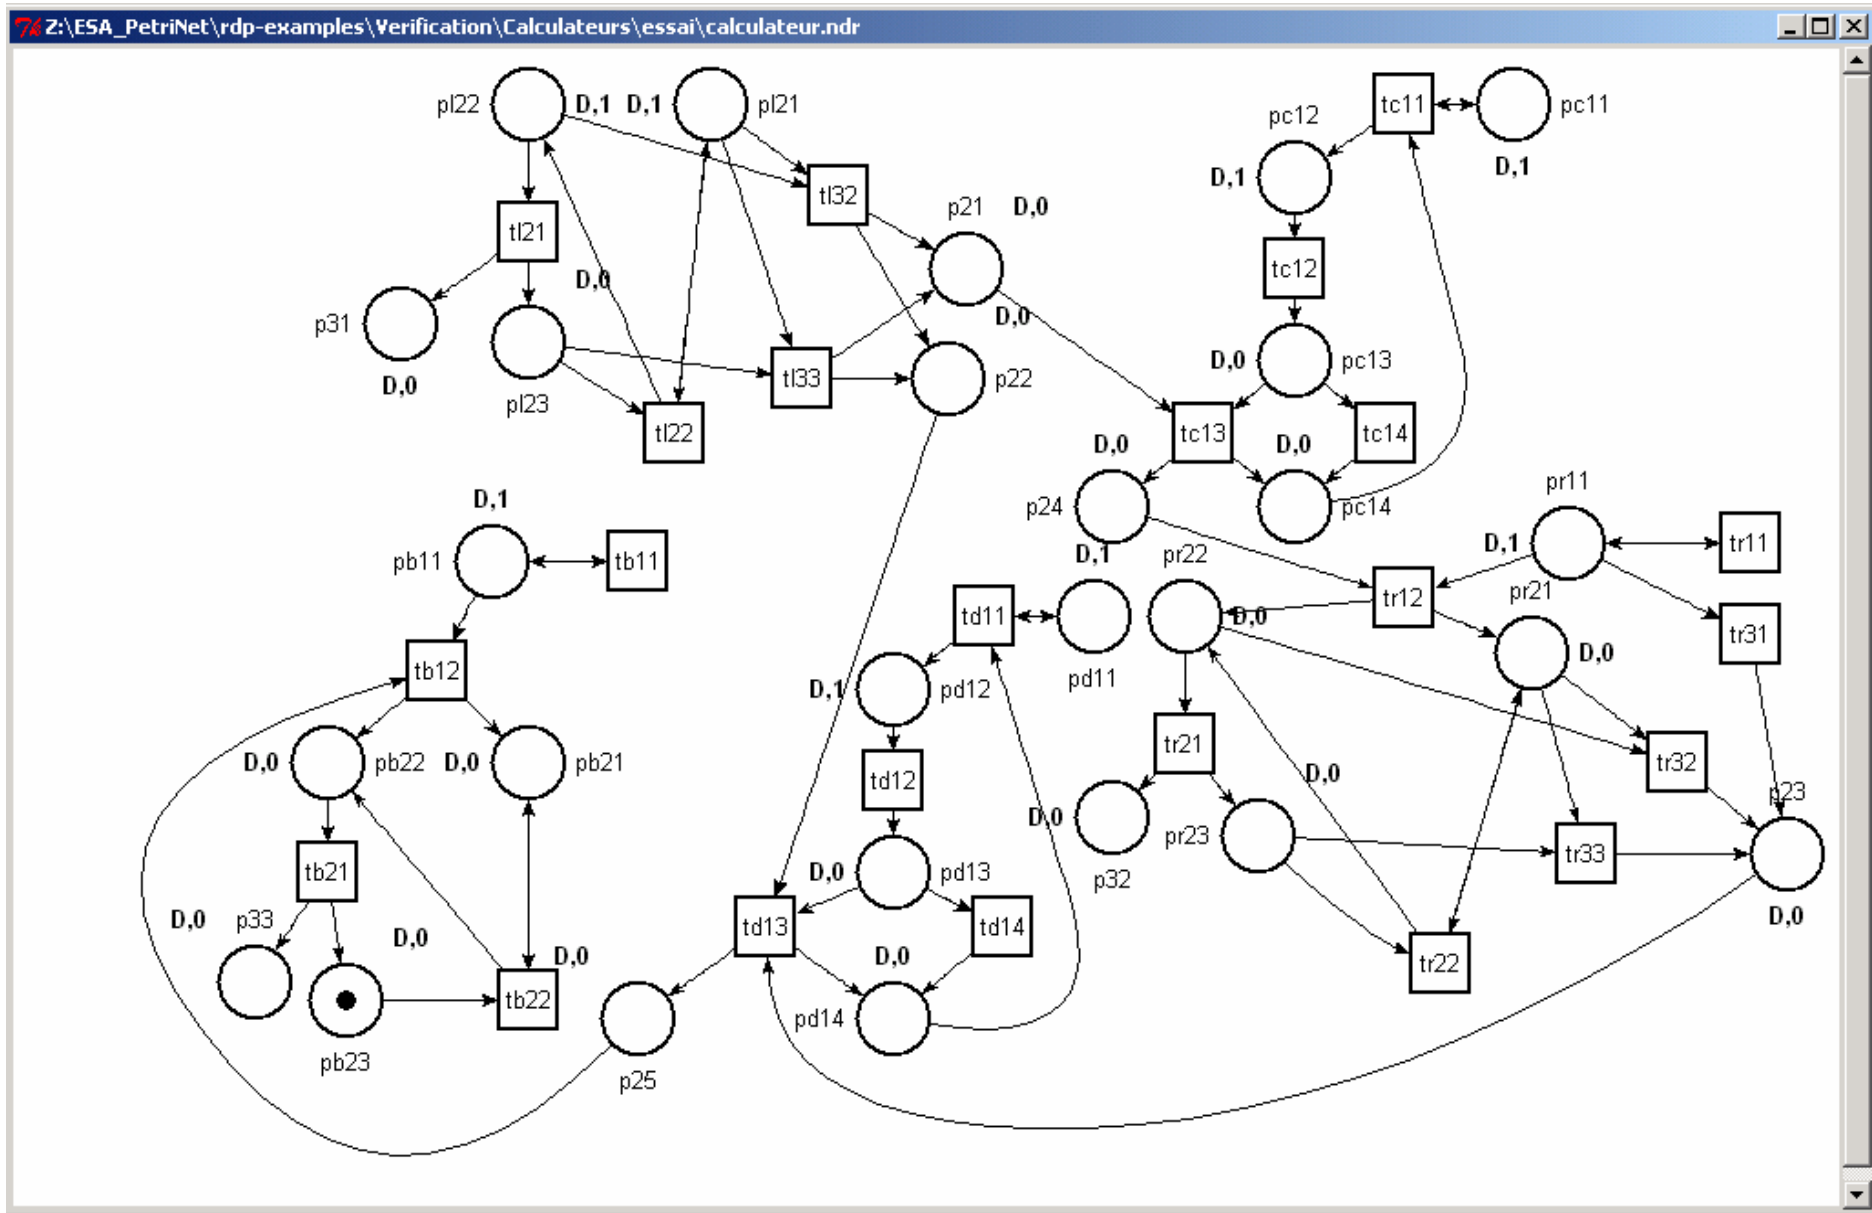 Z:\ESA_PetriNet\rdp-examples\Verification\Calculateurs\essai\calculateur.ndr
pl22 D,1 D,1 pl21 tc11 pc11
pc12
D,1
D,1
tl32
p21 D,0
tl21
tc12
D,0
p31
D,0
D,0 pc13
D,0
pl23
tl33
p22
tl22
tc13 tc14
D,0 D,0
pr11
D,1
p24 pc14
pb11 tb11
D,1 pr22
D,1
tr11
pr21
tr12
td11
D,0
tr31
D,0
tb12
D,1 pd12 pd11
D,0 pb22 D,0 pb21
tr21
tr32
td12
D,0
p23
D,0
pr23
tb21
D,0 pd13
tr33
p32
D,0 p33
D,0
td13 td14
D,0
D,0
D,0
tr22
tb22
pd14
pb23
p25